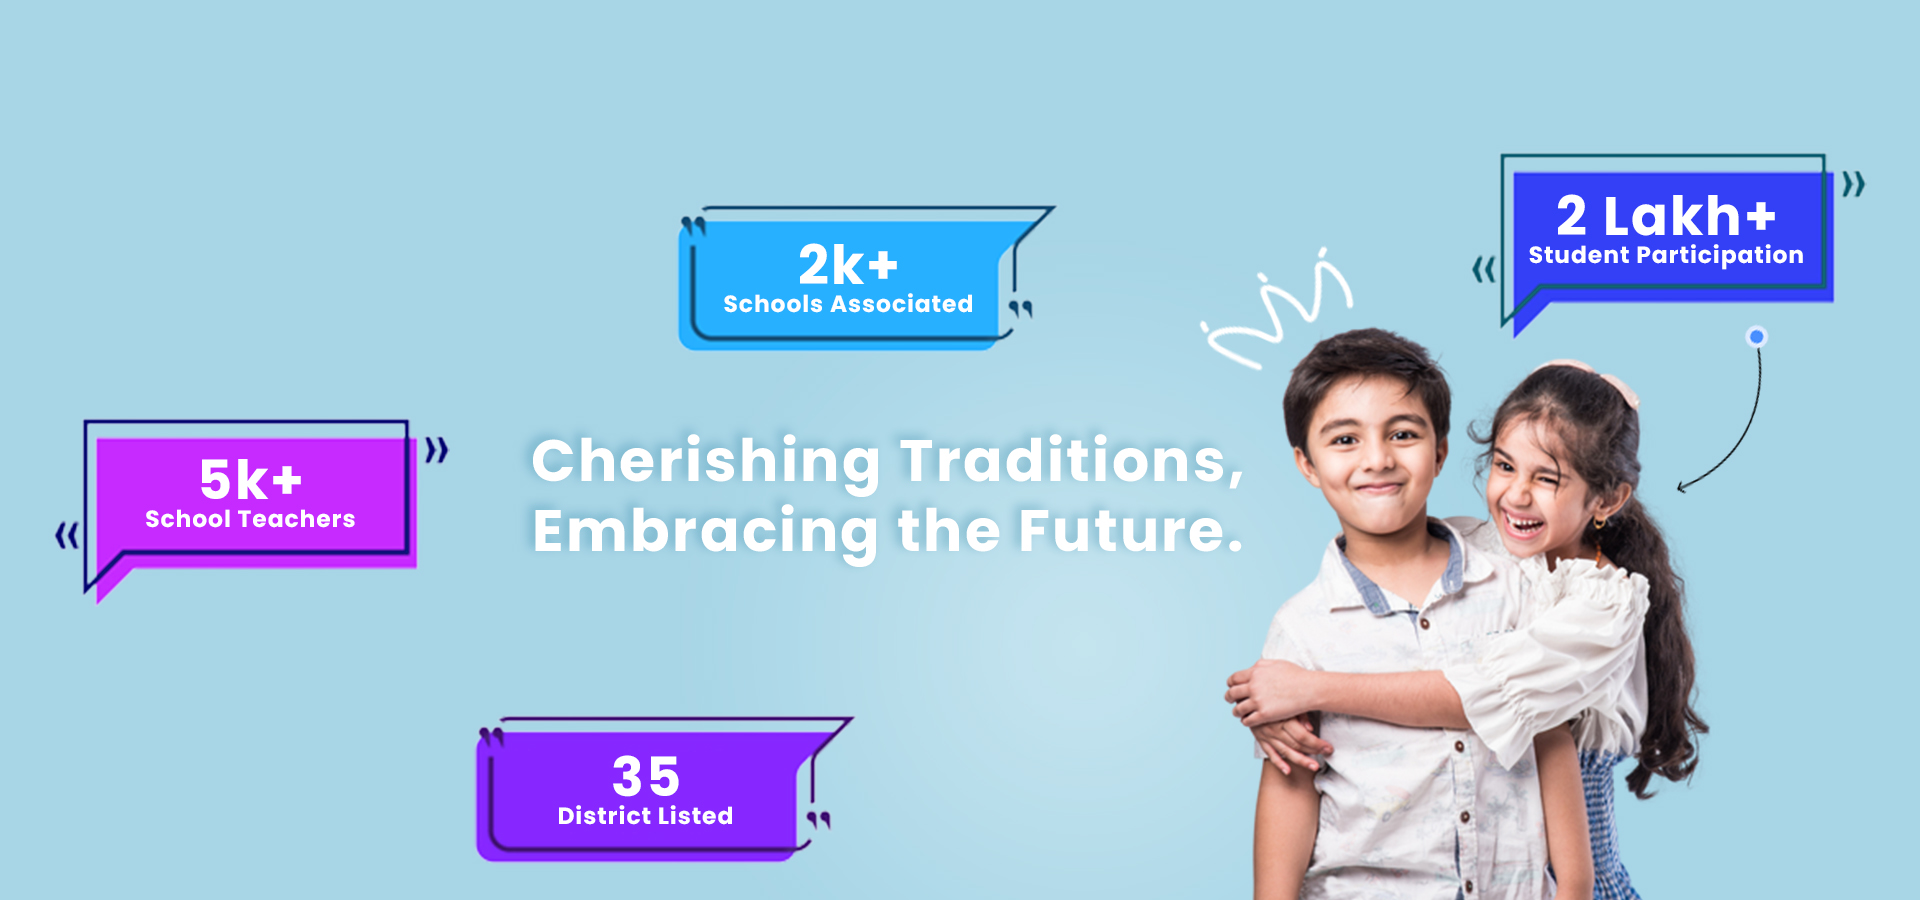 2 Lakh+
Student Participation
2k+
Schools Associated
5k+
School Teachers
Cherishing Traditions,
Embracing the Future.
35
District Listed